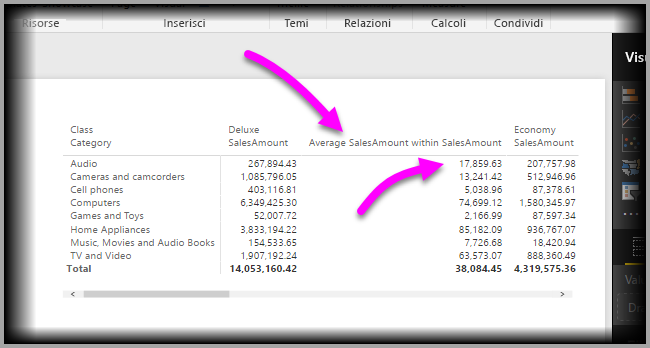 Risorse Inserisci Temi Relazioni Calcoli Condividi
Visu
Class Deluxe Economy
Category SalesAmount Average SalesAmount within SalesAmount SalesAmount
Audio 267,894.43 17,859.63 207,757.98
Cameras and camcorders 1,085,796.05 13,241.42 512,946.96
Cell phones 403,116.81 5,038.96 87,378.61
Computers 6,349,425.30 74,699.12 1,580,345.97
Games and Toys 52,007.72 2,166.99 87,597.34
Home Appliances 3,833,194.22 85,182.09 936,767.07
Music, Movies and Audio Books 154,533.65 7,726.68 18,420.94
TV and Video 1,907,192.24 63,573.07 888,360.49
Total 14,053,160.42 38,084.45 4,319,575.36
Val